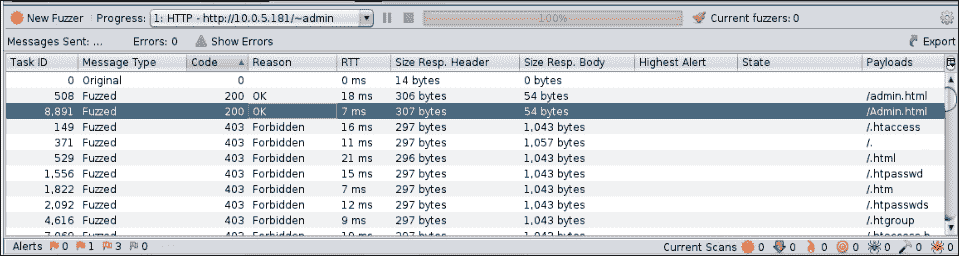 New Fuzzer Progress: 1: HTTP - http://10.0.5.181/~admin 100% Current fuzzers: 0
Messages Sent: ... Errors: 0 Show Errors Export
Task ID Message Type Code Reason RTT Size Resp. Header Size Resp. Body Highest Alert State Payloads
0 Original 0 0 ms 14 bytes 0 bytes
508 Fuzzed 200 OK 18 ms 306 bytes 54 bytes /admin.html
8,891 Fuzzed 200 OK 7 ms 307 bytes 54 bytes /Admin.html
149 Fuzzed 403 Forbidden 16 ms 297 bytes 1,043 bytes /.htaccess
371 Fuzzed 403 Forbidden 11 ms 297 bytes 1,057 bytes /.
529 Fuzzed 403 Forbidden 21 ms 296 bytes 1,043 bytes /.html
1,556 Fuzzed 403 Forbidden 15 ms 297 bytes 1,043 bytes /.htpasswd
1,822 Fuzzed 403 Forbidden 7 ms 297 bytes 1,043 bytes /.htm
2,092 Fuzzed 403 Forbidden 12 ms 297 bytes 1,043 bytes /.htpasswds
4,616 Fuzzed 403 Forbidden 9 ms 297 bytes 1,043 bytes /.htgroup
Fuzzed 403 Forbidden 297 bytes 1,043 bytes
Alerts 0 1 3 0 Current Scans 0 0 0 0 0 0 0